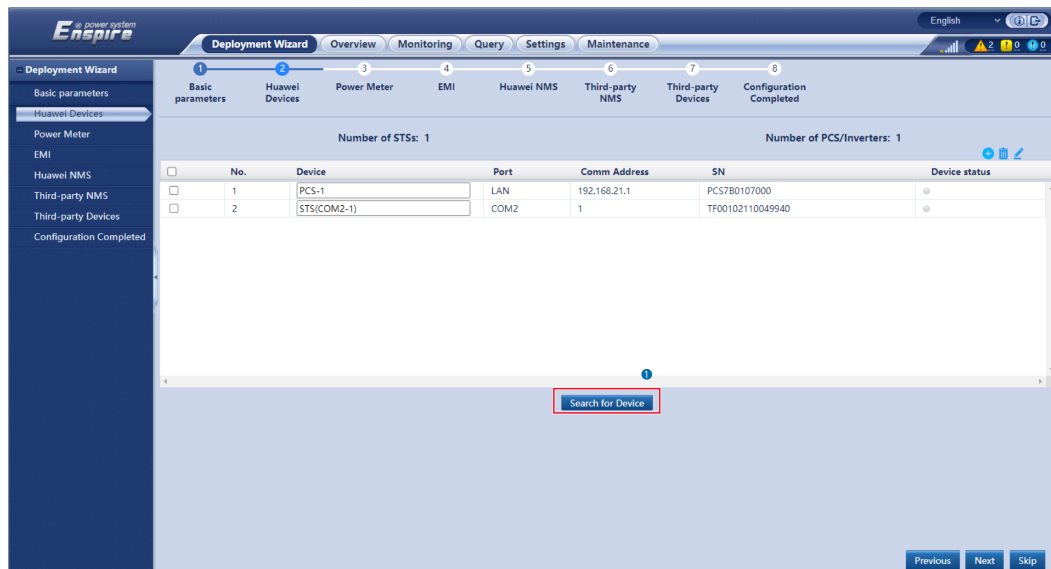 Enspire e power system
English
Deployment Wizard Overview Monitoring Query Settings Maintenance
2 0 0
Deployment Wizard
Basic parameters
Huawei Devices
Power Meter
EMI
Huawei NMS
Third-party NMS
Third-party Devices
Configuration Completed
1 2 3 4 5 6 7 8
Basic parameters
Huawei Devices
Power Meter
EMI
Huawei NMS
Third-party NMS
Third-party Devices
Configuration Completed
Number of STSs: 1 Number of PCS/Inverters: 1
No. Device Port Comm Address SN Device status
1 PCS-1 LAN 192.168.21.1 PCS7B0107000
2 STS(COM2-1) COM2 1 TF00102110049940
1
Search for Device
Previous Next Skip